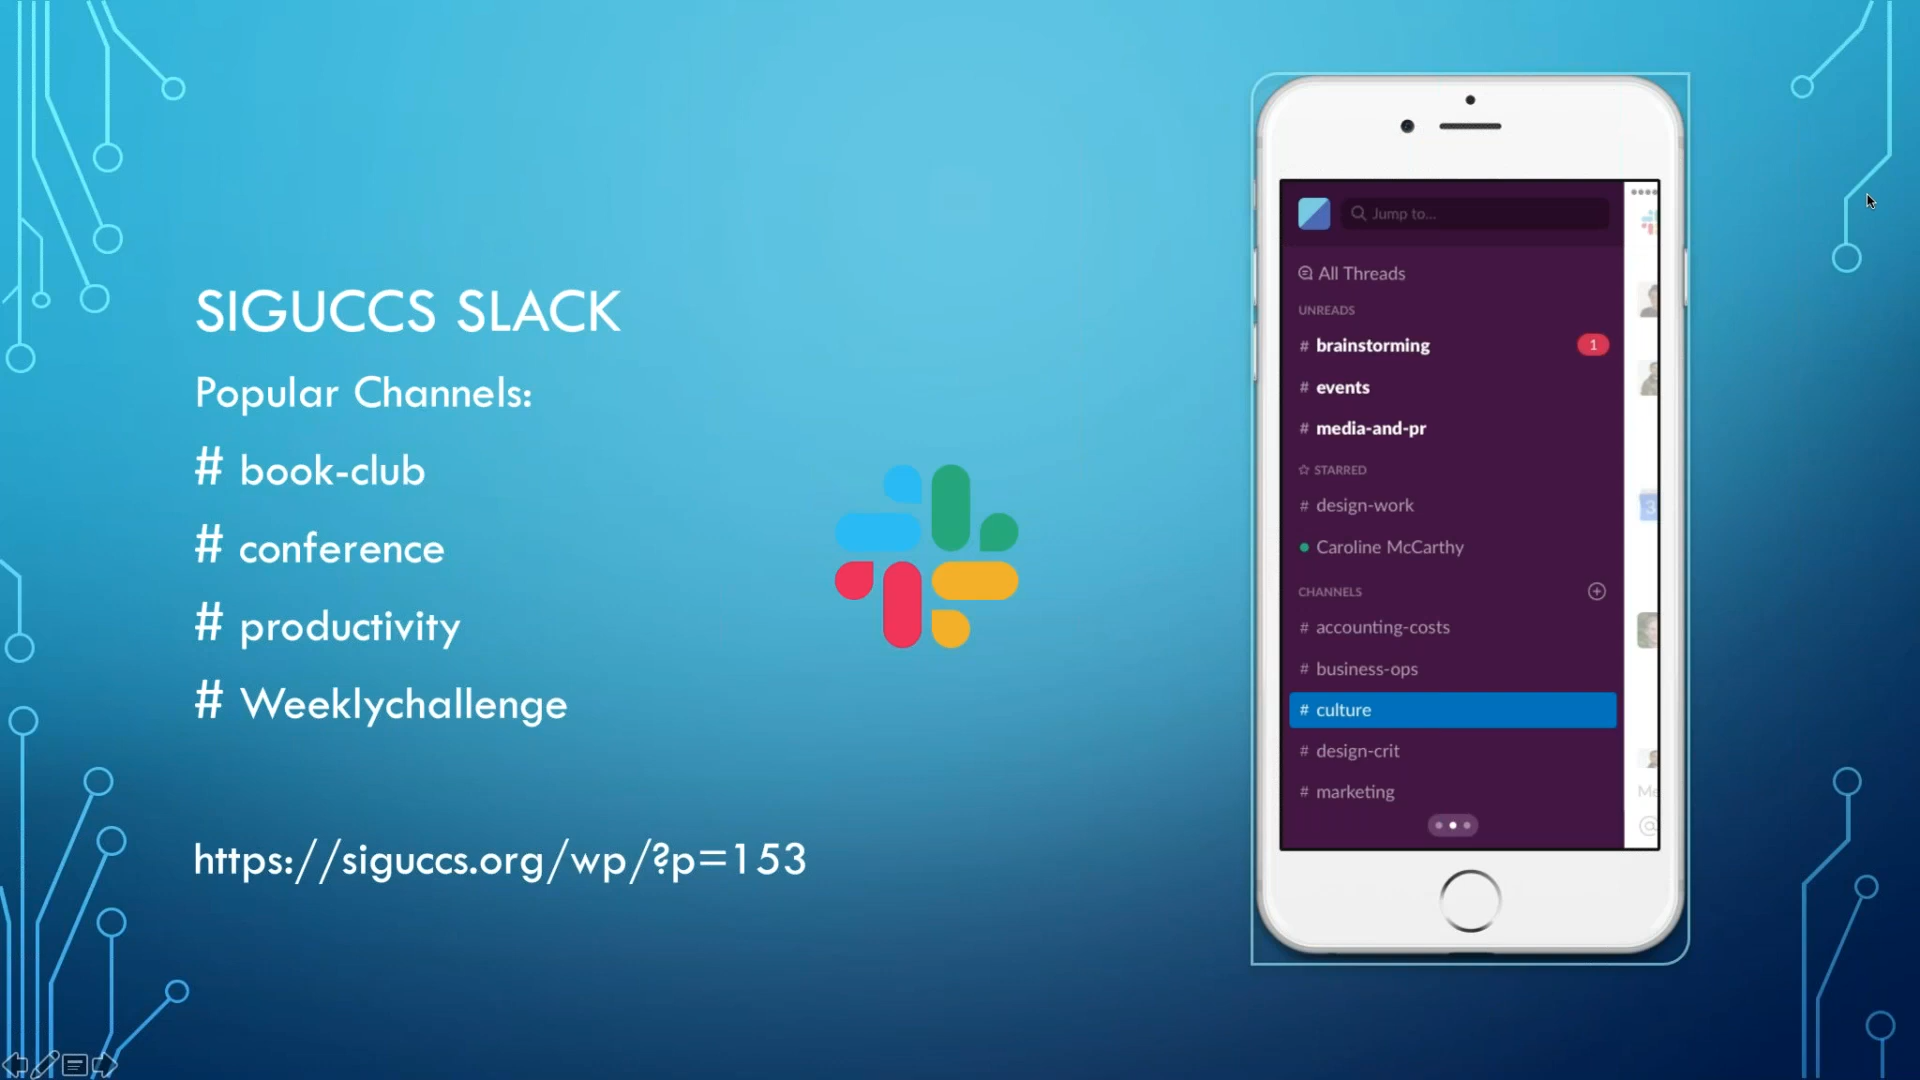 SIGUCCS SLACK
Popular Channels:
# book-club
# conference
# productivity
# Weeklychallenge
https://siguccs.org/wp/?p=153
Jump to...
All Threads
UNREADS
# brainstorming 1
# events
# media-and-pr
STARRED
# design-work
Caroline McCarthy
CHANNELS
# accounting-costs
# business-ops
# culture
# design-crit
# marketing
3
Me
@